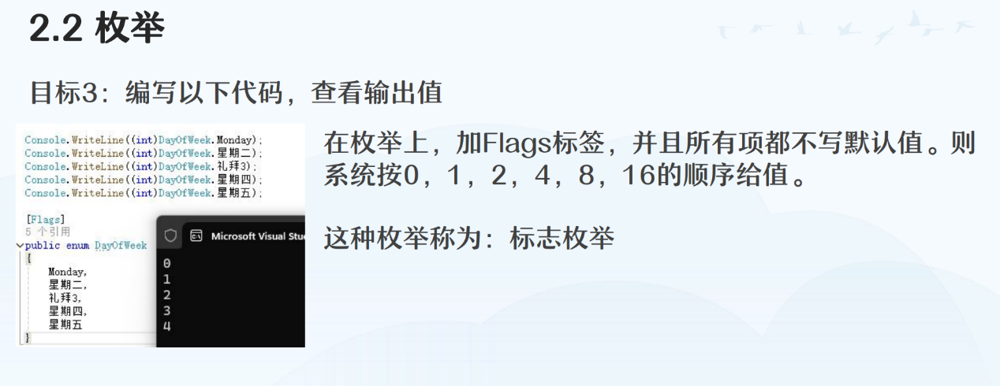 2.2 枚举
目标3：编写以下代码，查看输出值
Console.WriteLine((int)DayOfWeek.Monday);
Console.WriteLine((int)DayOfWeek.星期二);
Console.WriteLine((int)DayOfWeek.礼拜3);
Console.WriteLine((int)DayOfWeek.星期四);
Console.WriteLine((int)DayOfWeek.星期五);
[Flags]
5 个引用
public enum DayOfWeek
{
Monday,
星期二,
礼拜3,
星期四,
星期五
}
Microsoft Visual Stu
0
1
2
3
4
在枚举上，加Flags标签，并且所有项都不写默认值。则
系统按0，1，2，4，8，16的顺序给值。
这种枚举称为：标志枚举